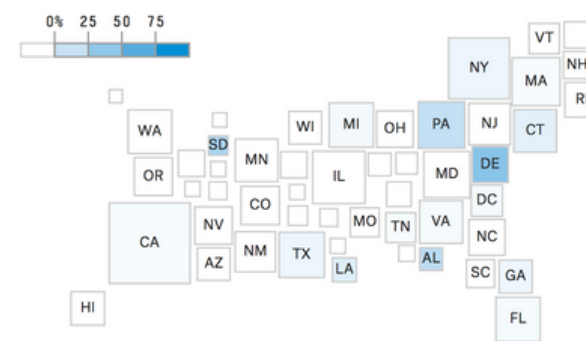 0% 25 50 75
VT
NY
NH
MA
RI
WA
SD
WI
MI
OH
PA
NJ
CT
MN
OR
IL
MD
DE
CO
DC
CA
NV
MO
TN
VA
NM
TX
NC
AZ
LA
AL
SC
GA
HI
FL